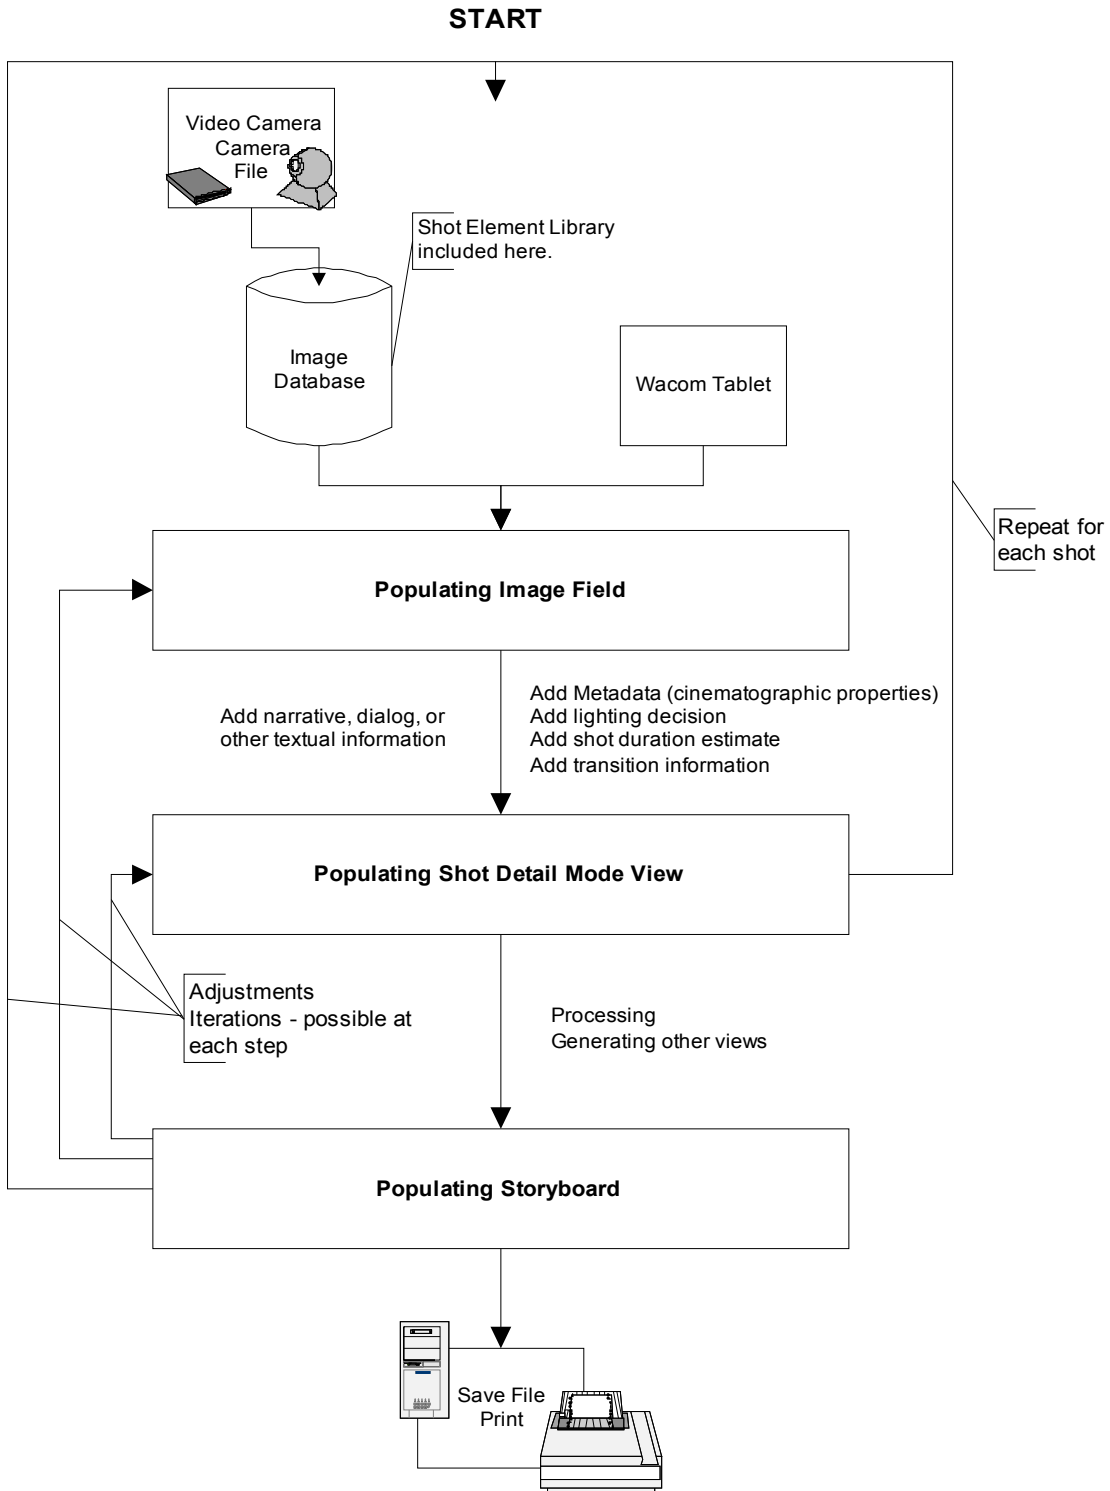 START
Video Camera
Camera
File
Shot Element Library
included here.
Image
Database
Wacom Tablet
Repeat for
each shot
Populating Image Field
Add narrative, dialog, or
other textual information
Add Metadata (cinematographic properties)
Add lighting decision
Add shot duration estimate
Add transition information
Populating Shot Detail Mode View
Adjustments
Iterations - possible at
each step
Processing
Generating other views
Populating Storyboard
Save File
Print